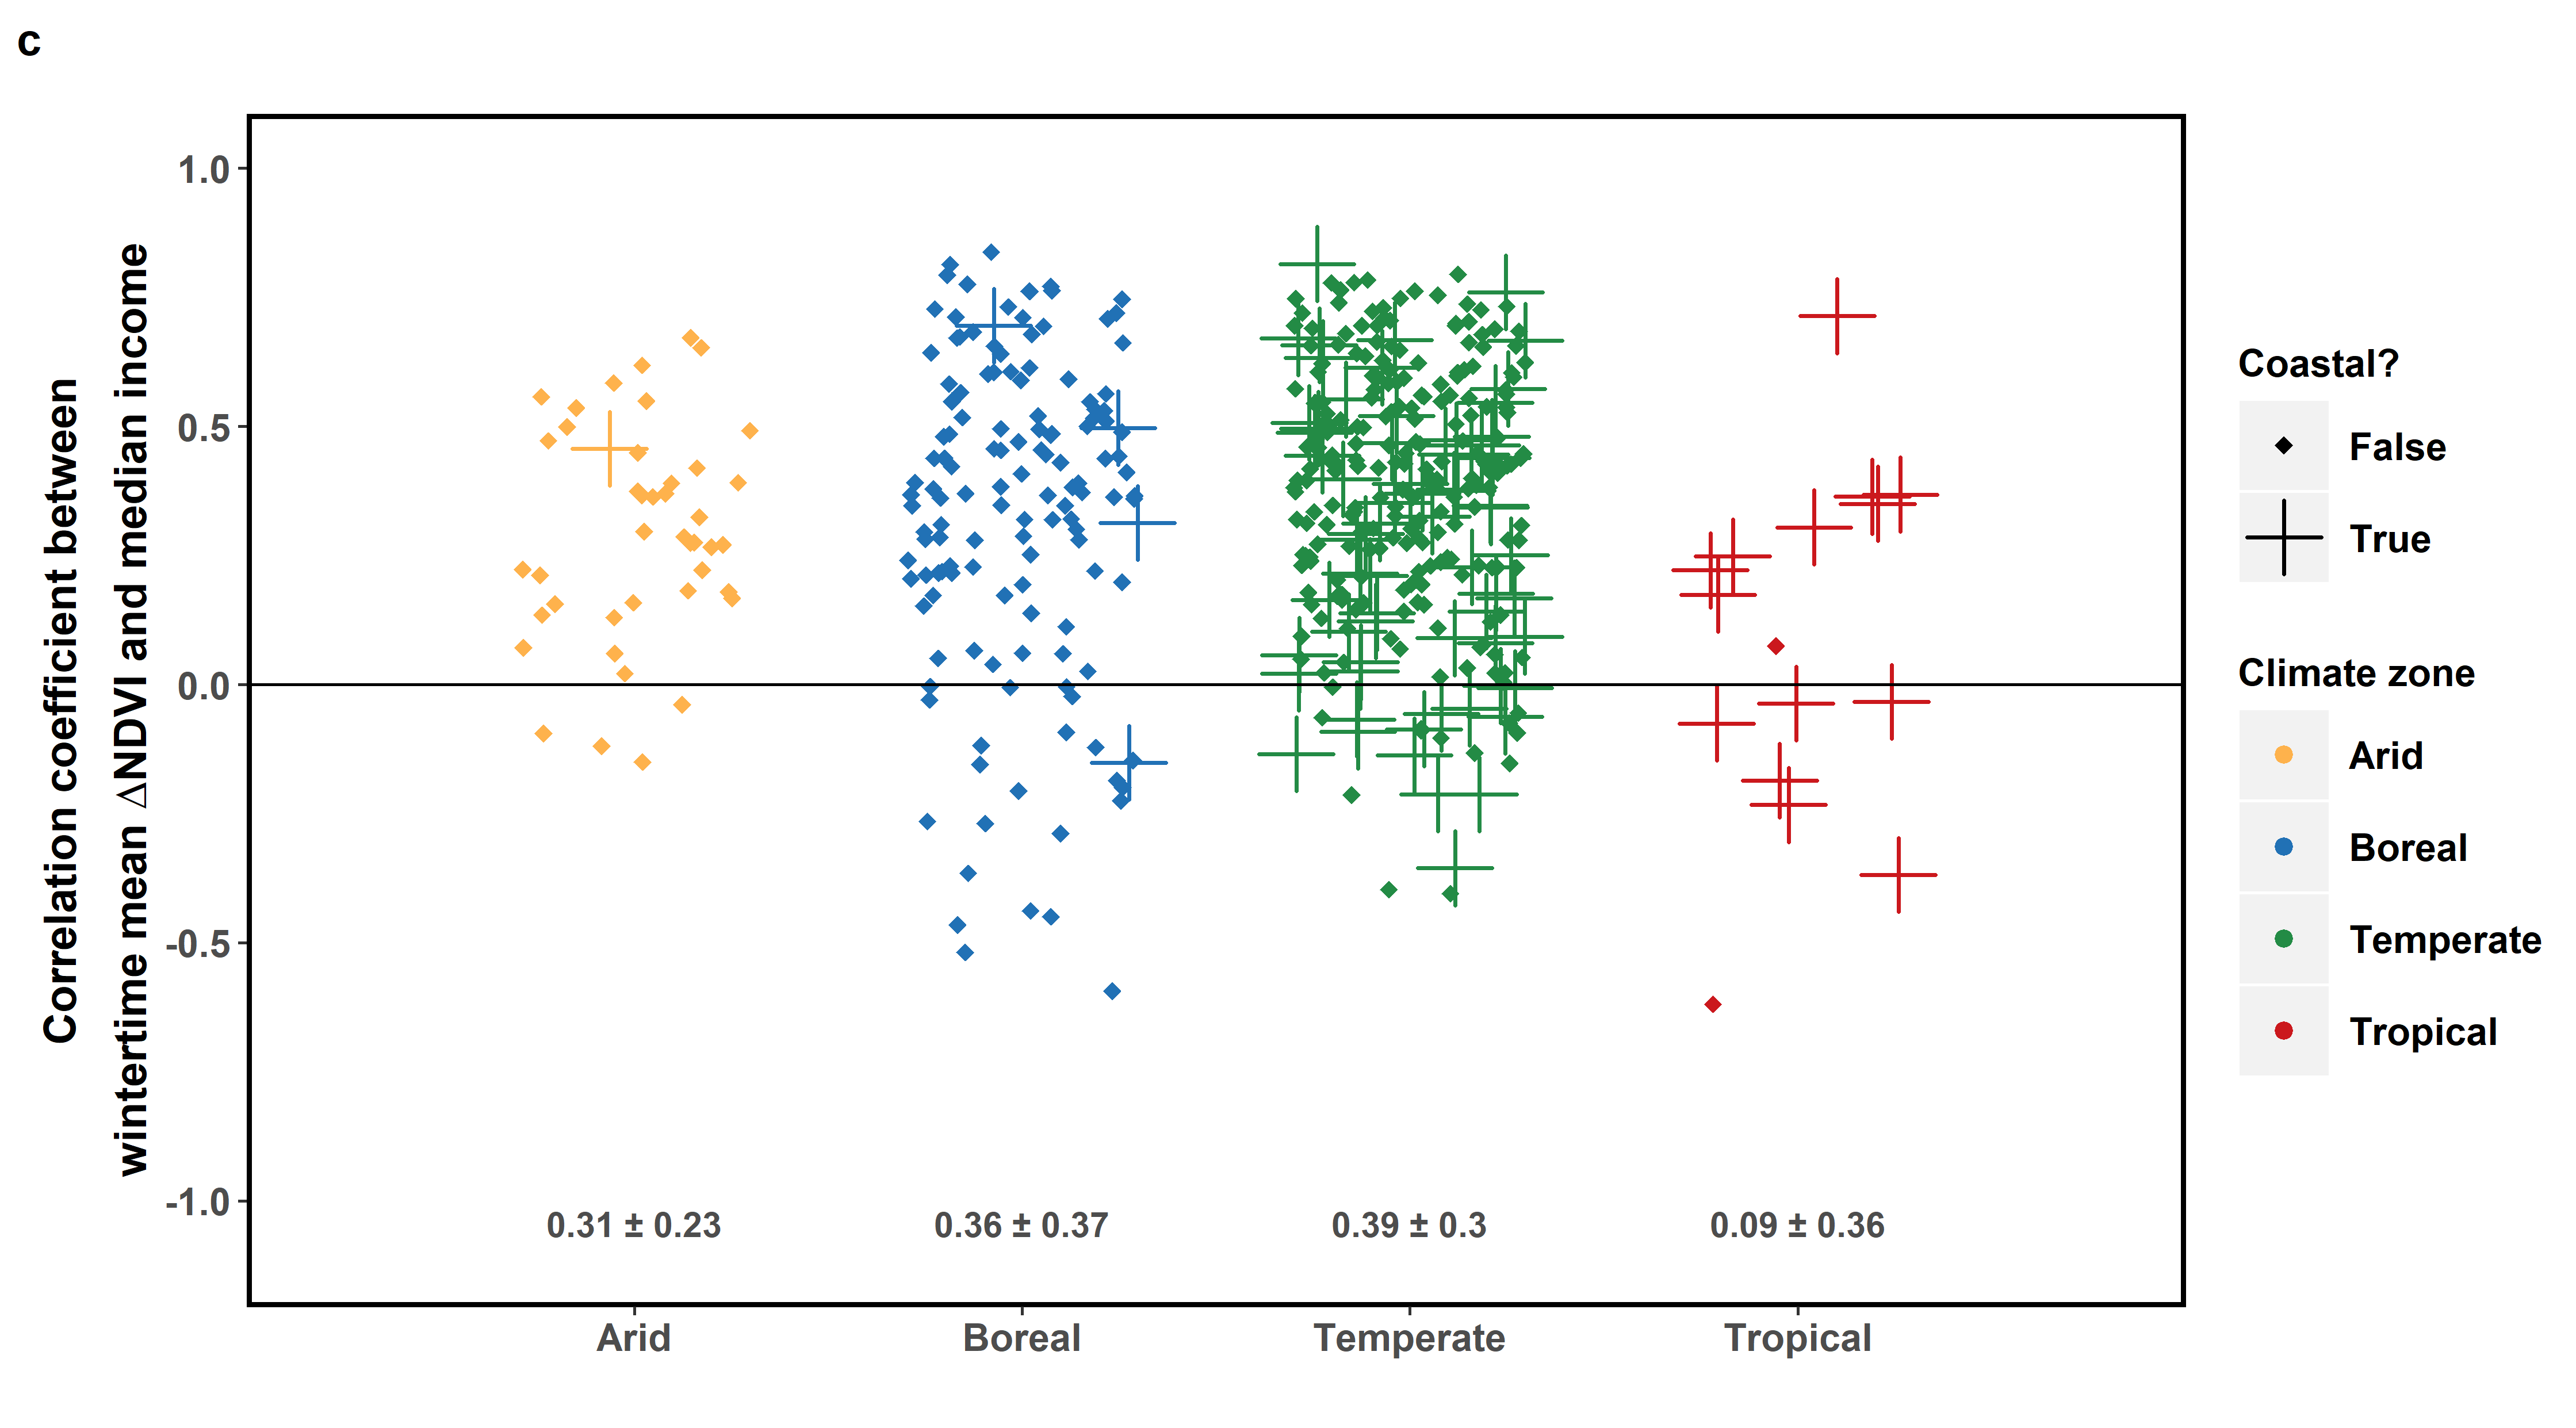 c
Correlation coefficient between
wintertime mean ΔNDVI and median income
1.0
0.5
0.0
-0.5
-1.0
0.31 ± 0.23
0.36 ± 0.37
0.39 ± 0.3
0.09 ± 0.36
Arid
Boreal
Temperate
Tropical
Coastal?
False
True
Climate zone
Arid
Boreal
Temperate
Tropical